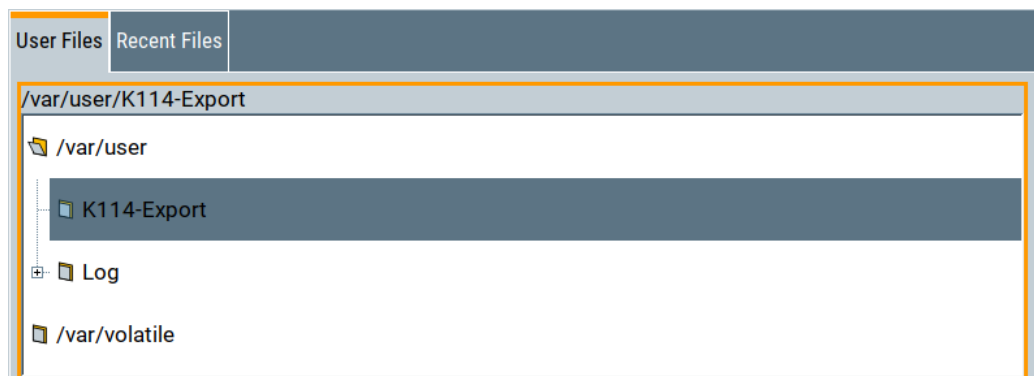 User Files Recent Files
/var/user/K114-Export
/var/user
K114-Export
Log
/var/volatile